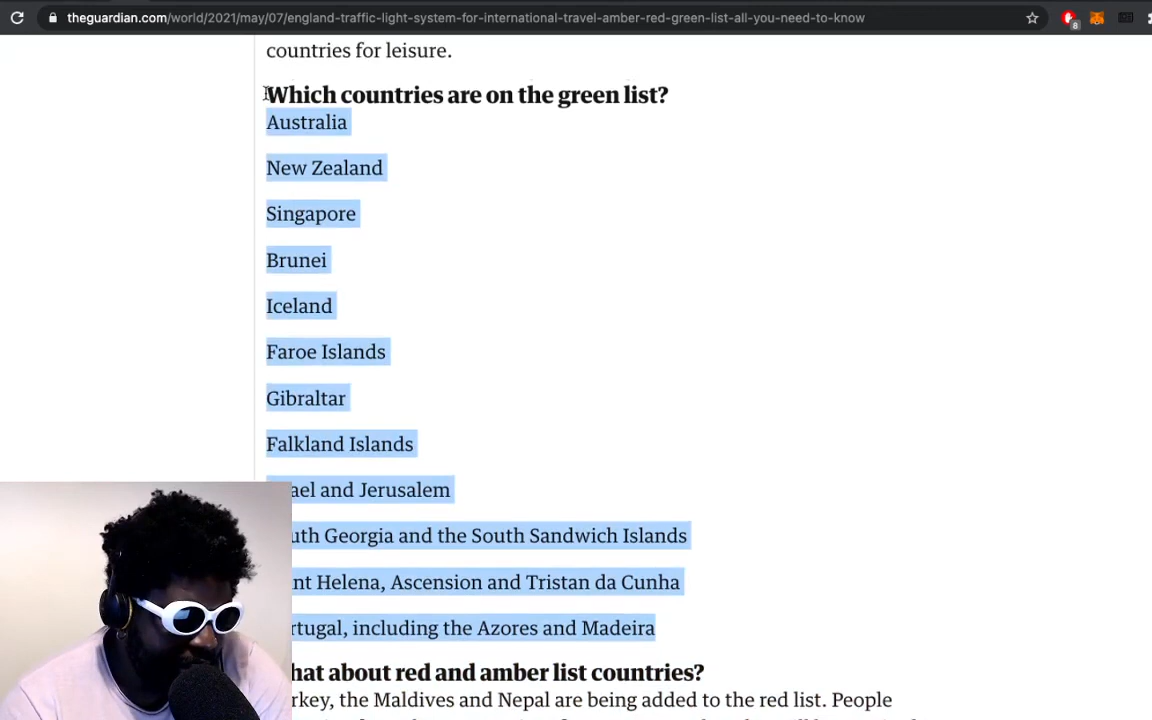 theguardian.com/world/2021/may/07/england-traffic-light-system-for-international-travel-amber-red-green-list-all-you-need-to-know
8
countries for leisure.
Which countries are on the green list?
Australia
New Zealand
Singapore
Brunei
Iceland
Faroe Islands
Gibraltar
Falkland Islands
ael and Jerusalem
uth Georgia and the South Sandwich Islands
nt Helena, Ascension and Tristan da Cunha
rtugal, including the Azores and Madeira
hat about red and amber list countries?
rkey, the Maldives and Nepal are being added to the red list. People